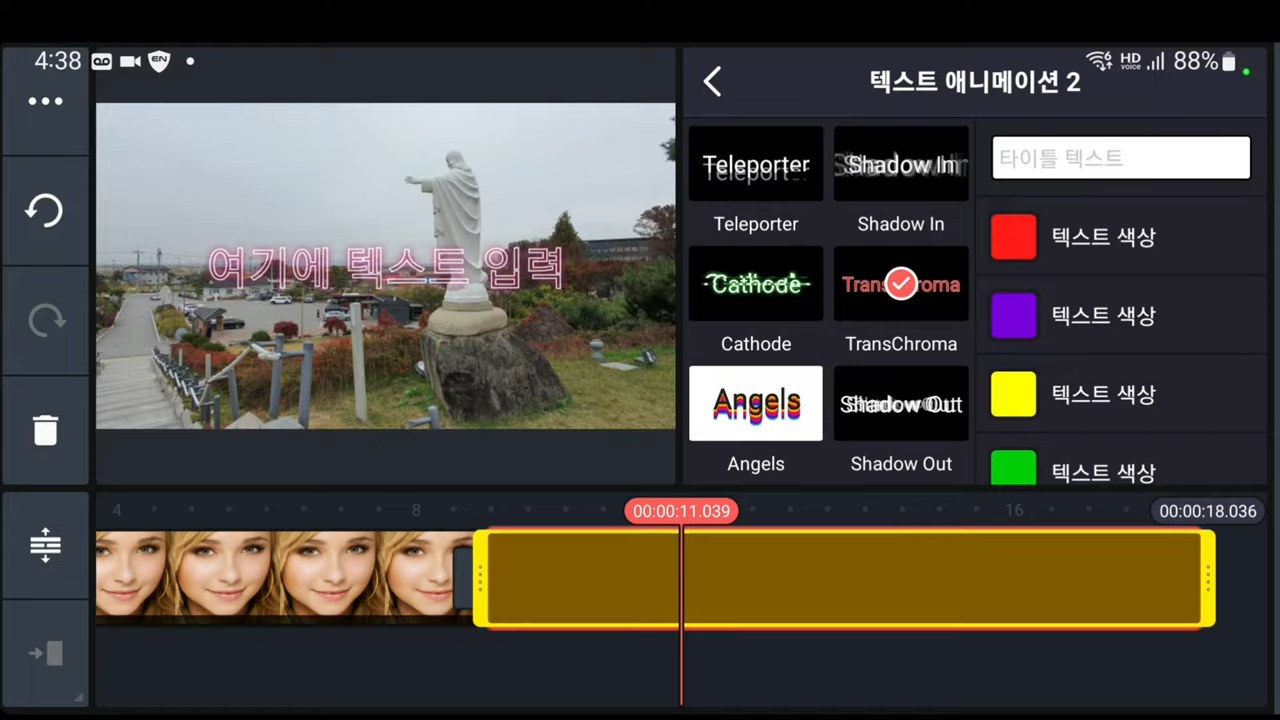 4:38
EN
HD
voice
88%
텍스트 애니메이션 2
여기에 텍스트 입력
Teleporter
Shadow In
Teleporter
Shadow In
Cathode
Cathode
TransChroma
Angels
Shadow Out
Angels
Shadow Out
타이틀 텍스트
텍스트 색상
텍스트 색상
텍스트 색상
텍스트 색상
4
8
00:00:11.039
16
00:00:18.036